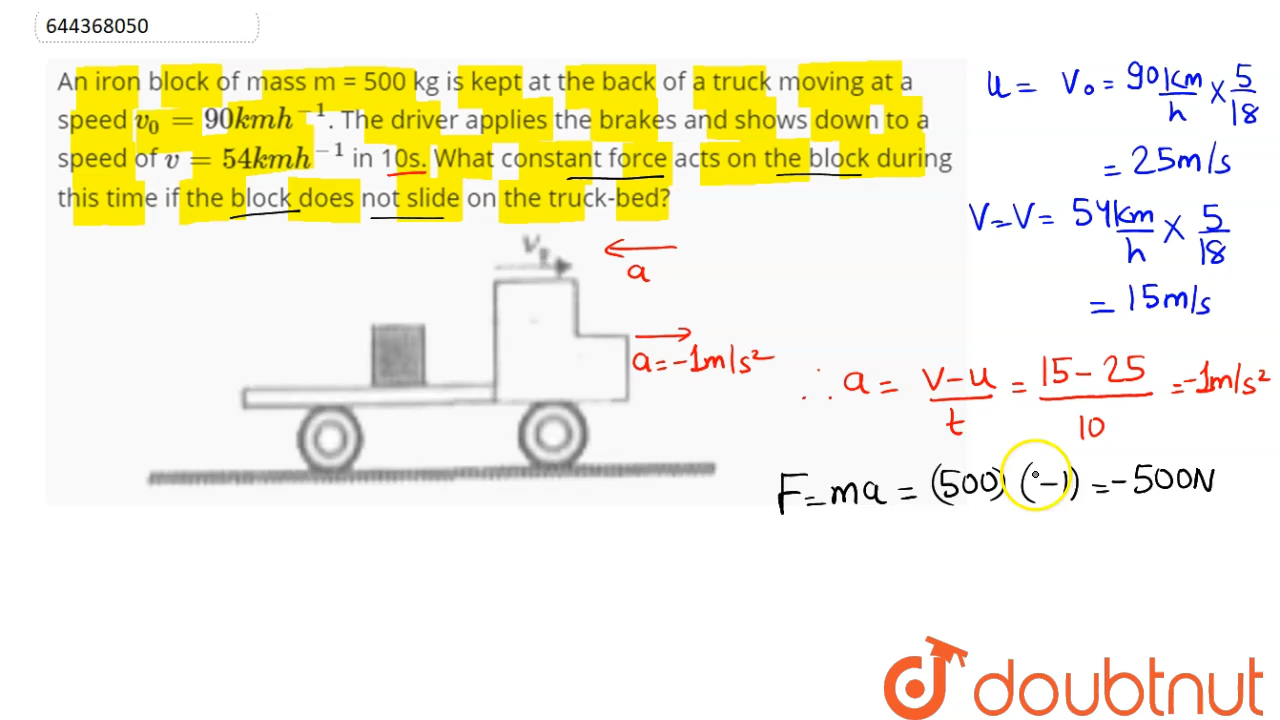 644368050
An iron block of mass m = 500 kg is kept at the back of a truck moving at a
speed v₀ = 90kmh⁻¹. The driver applies the brakes and shows down to a
speed of v = 54kmh⁻¹ in 10s. What constant force acts on the block during
this time if the block does not slide on the truck-bed?
a
a = -1m/s²
u = v₀ = 90 km/h × 5/18
= 25m/s
V = V = 54 km/h × 5/18
= 15m/s
∴ a = v-u/t = 15-25/10 = -1m/s²
F = ma = (500) (-1) = -500N
doubtnut